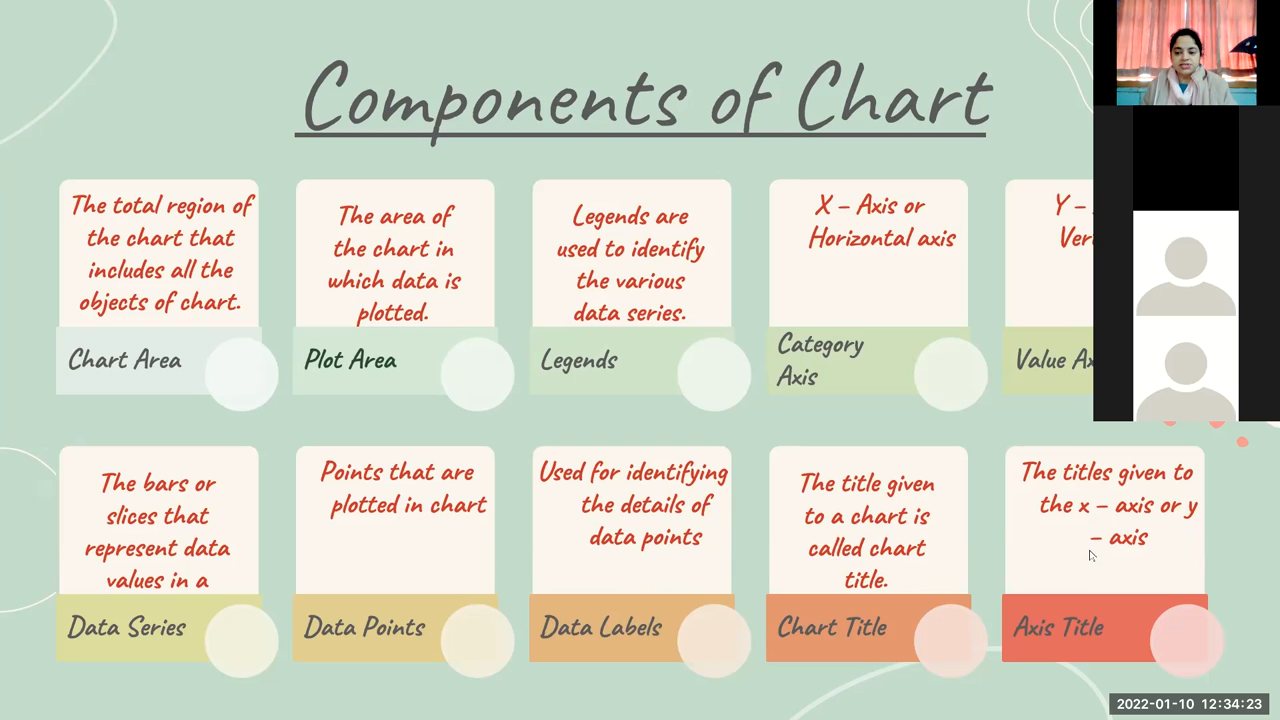 Components of Chart
The total region of
the chart that
includes all the
objects of chart.
Chart Area
The area of
the chart in
which data is
plotted.
Plot Area
Legends are
used to identify
the various
data series.
Legends
X – Axis or
Horizontal axis
Category
Axis
Y –
Value
The bars or
slices that
represent data
values in a
Data Series
Points that are
plotted in chart
Data Points
Used for identifying
the details of
data points
Data Labels
The title given
to a chart is
called chart
title.
Chart Title
The titles given to
the x – axis or y
– axis
Axis Title
2022-01-10 12:34:23